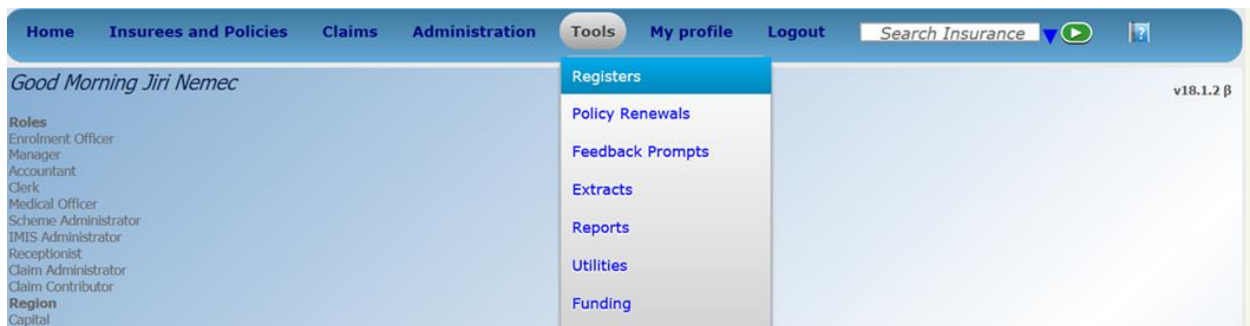 Home Insurees and Policies Claims Administration Tools My profile Logout Search Insurance ?
Good Morning Jiri Nemec
v18.1.2 β
Roles
Enrolment Officer
Manager
Accountant
Clerk
Medical Officer
Scheme Administrator
IMIS Administrator
Receptionist
Claim Administrator
Claim Contributor
Region
Capital
Registers
Policy Renewals
Feedback Prompts
Extracts
Reports
Utilities
Funding